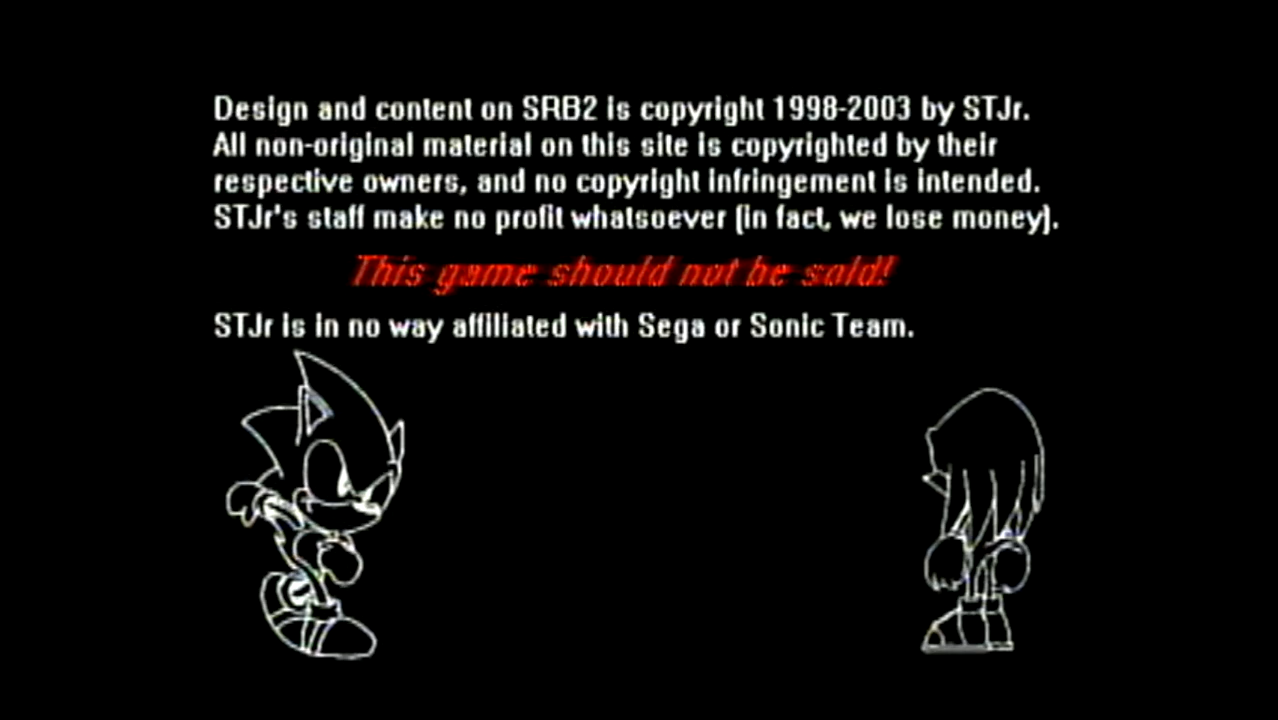 Design and content on SRB2 is copyright 1998-2003 by STJr.
All non-original material on this site is copyrighted by their
respective owners, and no copyright infringement is intended.
STJr's staff make no profit whatsoever (in fact, we lose money).
This game should not be sold!
STJr is in no way affiliated with Sega or Sonic Team.